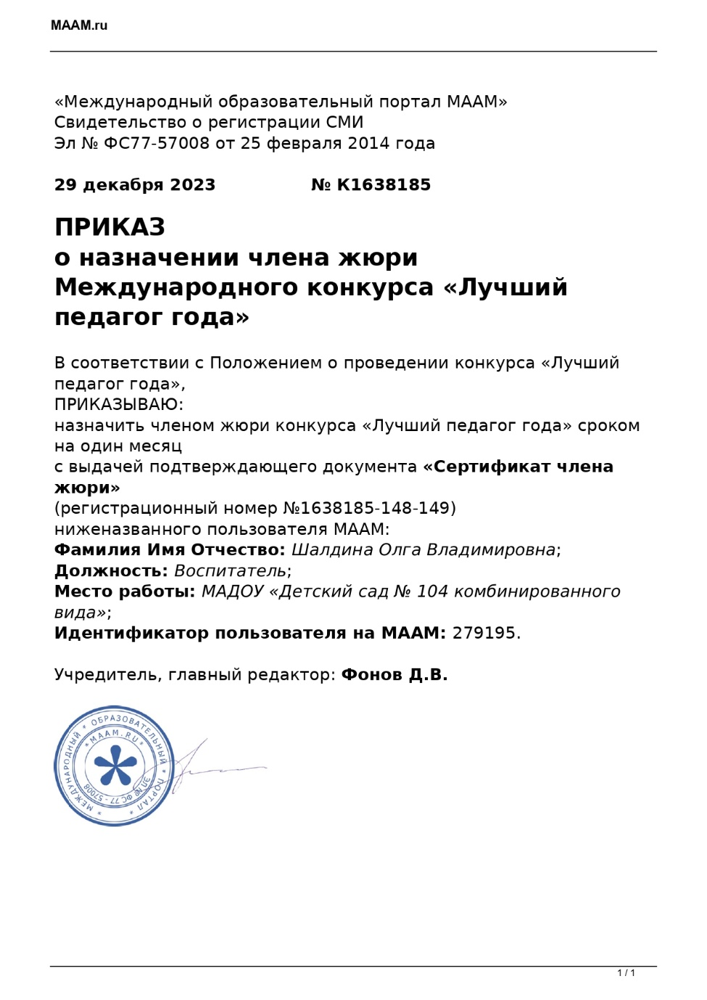 MAAM.ru
«Международный образовательный портал МААМ»
Свидетельство о регистрации СМИ
Эл № ФС77-57008 от 25 февраля 2014 года
29 декабря 2023 № К1638185
ПРИКАЗ
о назначении члена жюри
Международного конкурса «Лучший
педагог года»
В соответствии с Положением о проведении конкурса «Лучший
педагог года»,
ПРИКАЗЫВАЮ:
назначить членом жюри конкурса «Лучший педагог года» сроком
на один месяц
с выдачей подтверждающего документа «Сертификат члена
жюри»
(регистрационный номер №1638185-148-149)
ниженазванного пользователя МААМ:
Фамилия Имя Отчество: Шалдина Олга Владимировна;
Должность: Воспитатель;
Место работы: МАДОУ «Детский сад № 104 комбинированного
вида»;
Идентификатор пользователя на МААМ: 279195.
Учредитель, главный редактор: Фонов Д.В.
* МЕЖДУНАРОДНЫЙ * ОБРАЗОВАТЕЛЬНЫЙ * ПОРТАЛ *
* МААМ.RU *
ЭЛ № ФС 77 - 57008
1 / 1